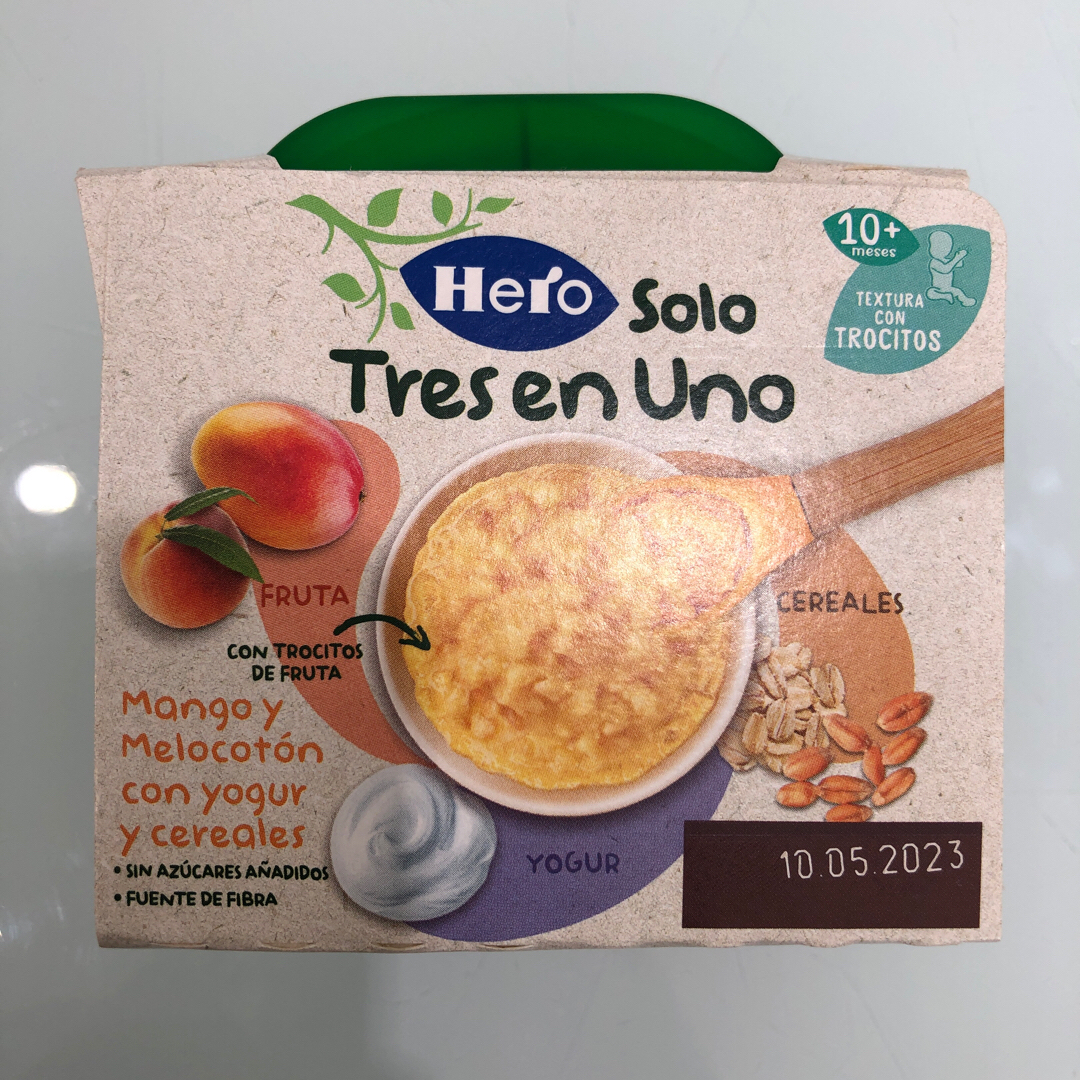 Hero Solo
Tres en Uno
10+
meses
TEXTURA
CON
TROCITOS
FRUTA
CON TROCITOS
DE FRUTA
CEREALES
Mango y
Melocotón
con yogur
y cereales
• SIN AZÚCARES AÑADIDOS
• FUENTE DE FIBRA
YOGUR
10.05.2023